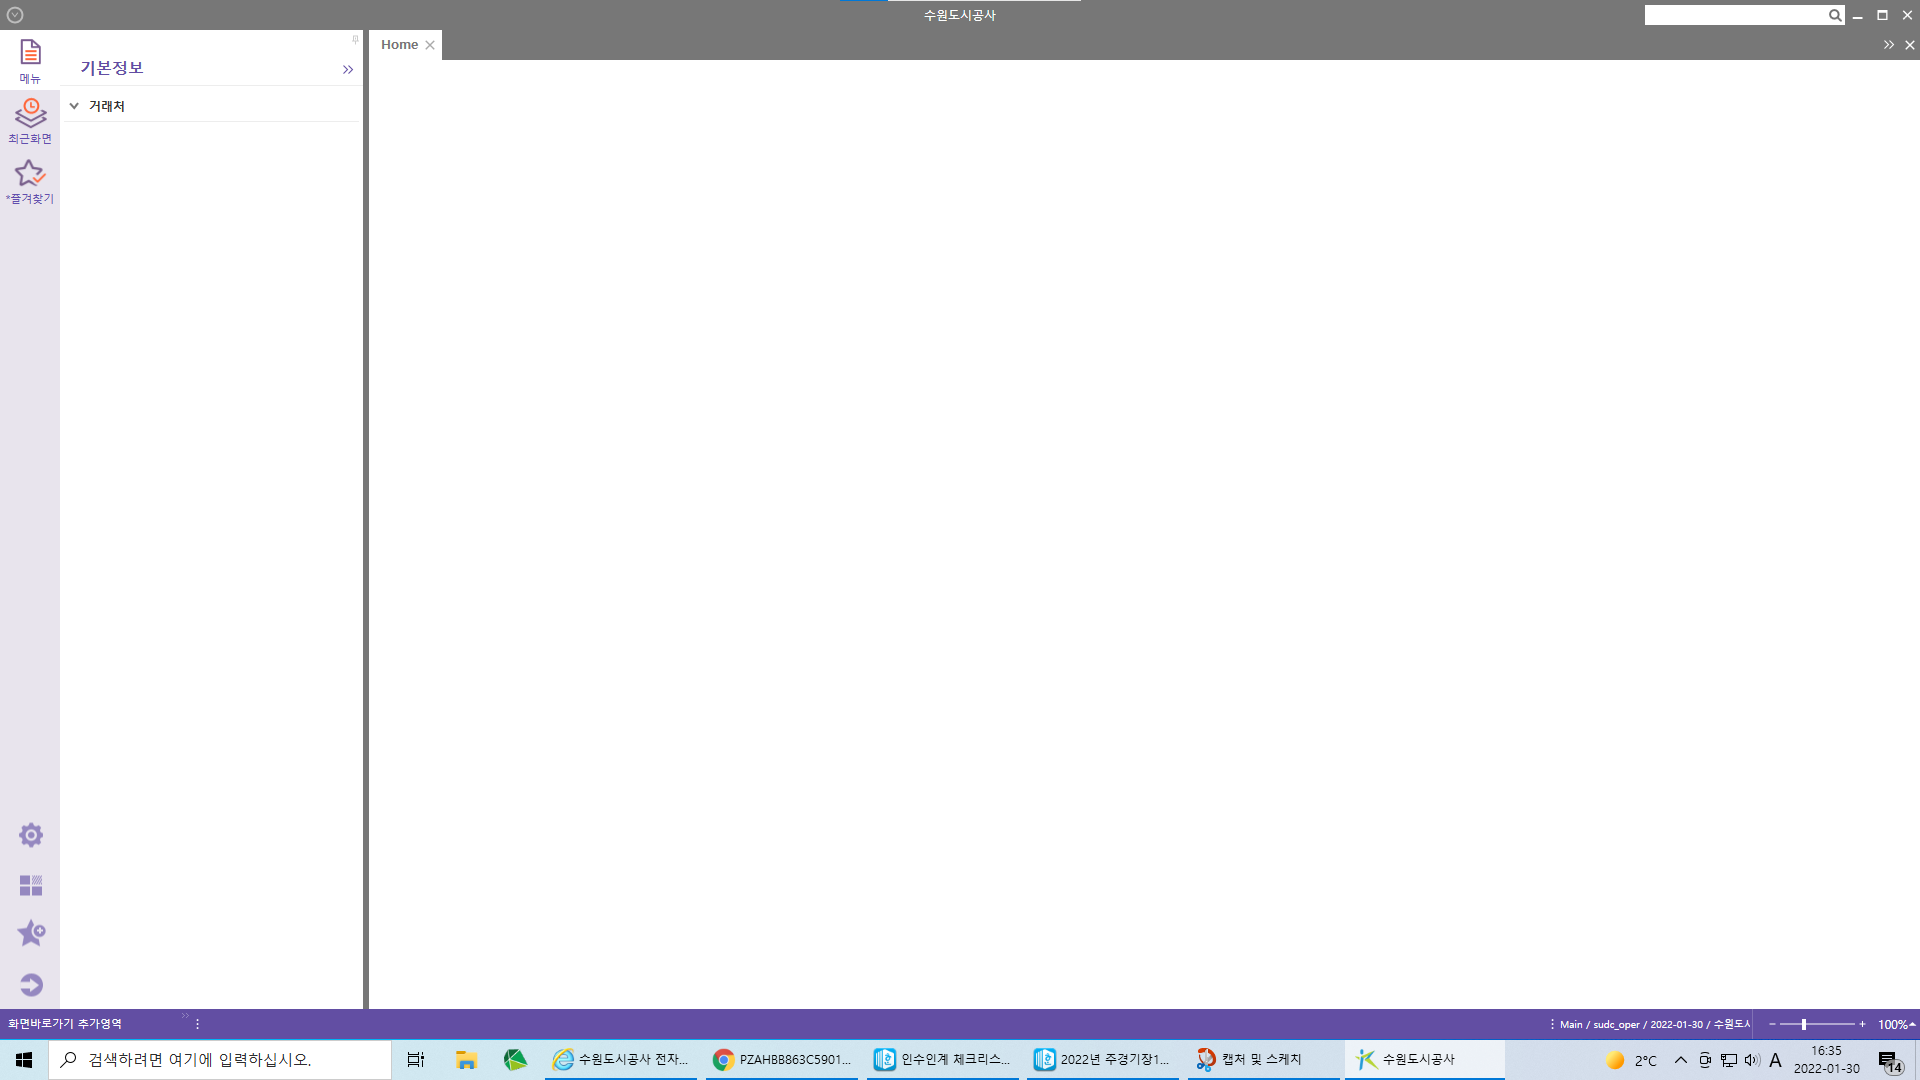 수원도시공사
메뉴
기본정보
Home
거래처
최근화면
*즐겨찾기
화면바로가기 추가영역
Main / sudc_oper / 2022-01-30 / 수원도시
100%
검색하려면 여기에 입력하십시오.
수원도시공사 전자...
PZAHBB863C5901...
인수인계 체크리스...
2022년 주경기장1...
캡처 및 스케치
수원도시공사
2°C
A
16:35
2022-01-30
14